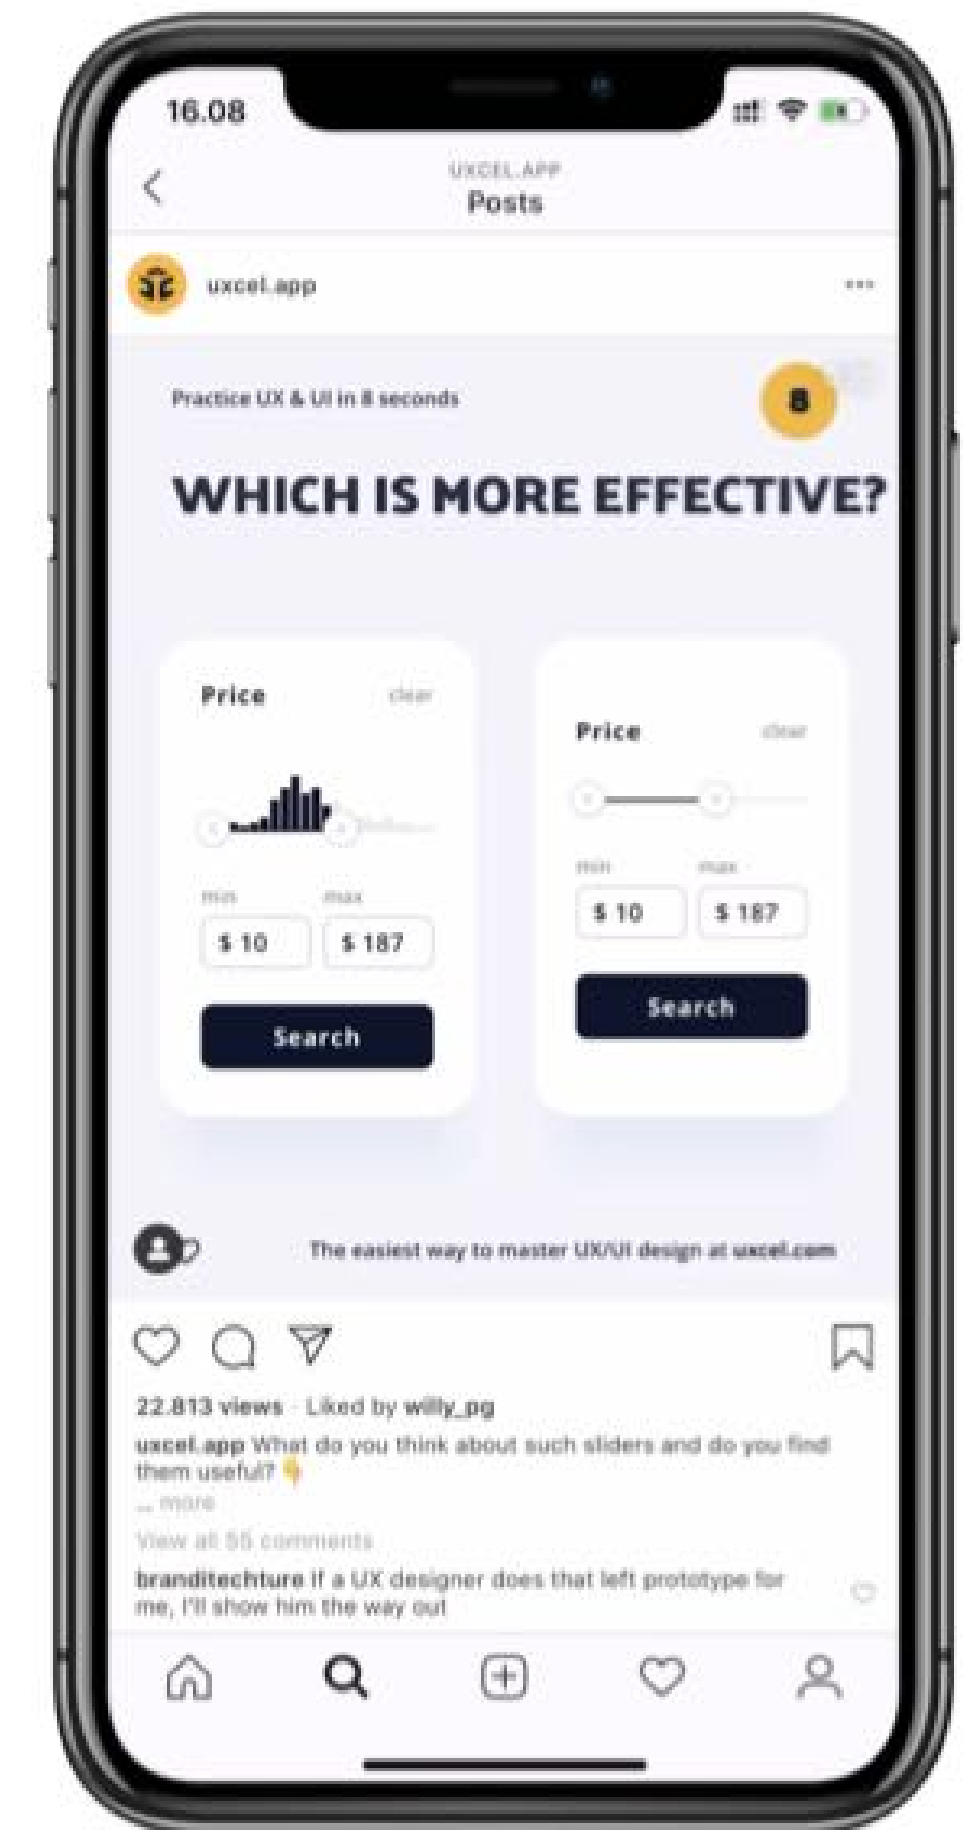 16.08
UXCEL.APP
Posts
uxcel.app
Practice UX & UI in 8 seconds
8
WHICH IS MORE EFFECTIVE?
Price clear
min max
$ 10 $ 187
Search
Price clear
min max
$ 10 $ 187
Search
The easiest way to master UX/UI design at uxcel.com
22.813 views · Liked by willy_pg
uxcel.app What do you think about such sliders and do you find
them useful? 👇
... more
View all 55 comments
branditechture If a UX designer does that left prototype for
me, I'll show him the way out